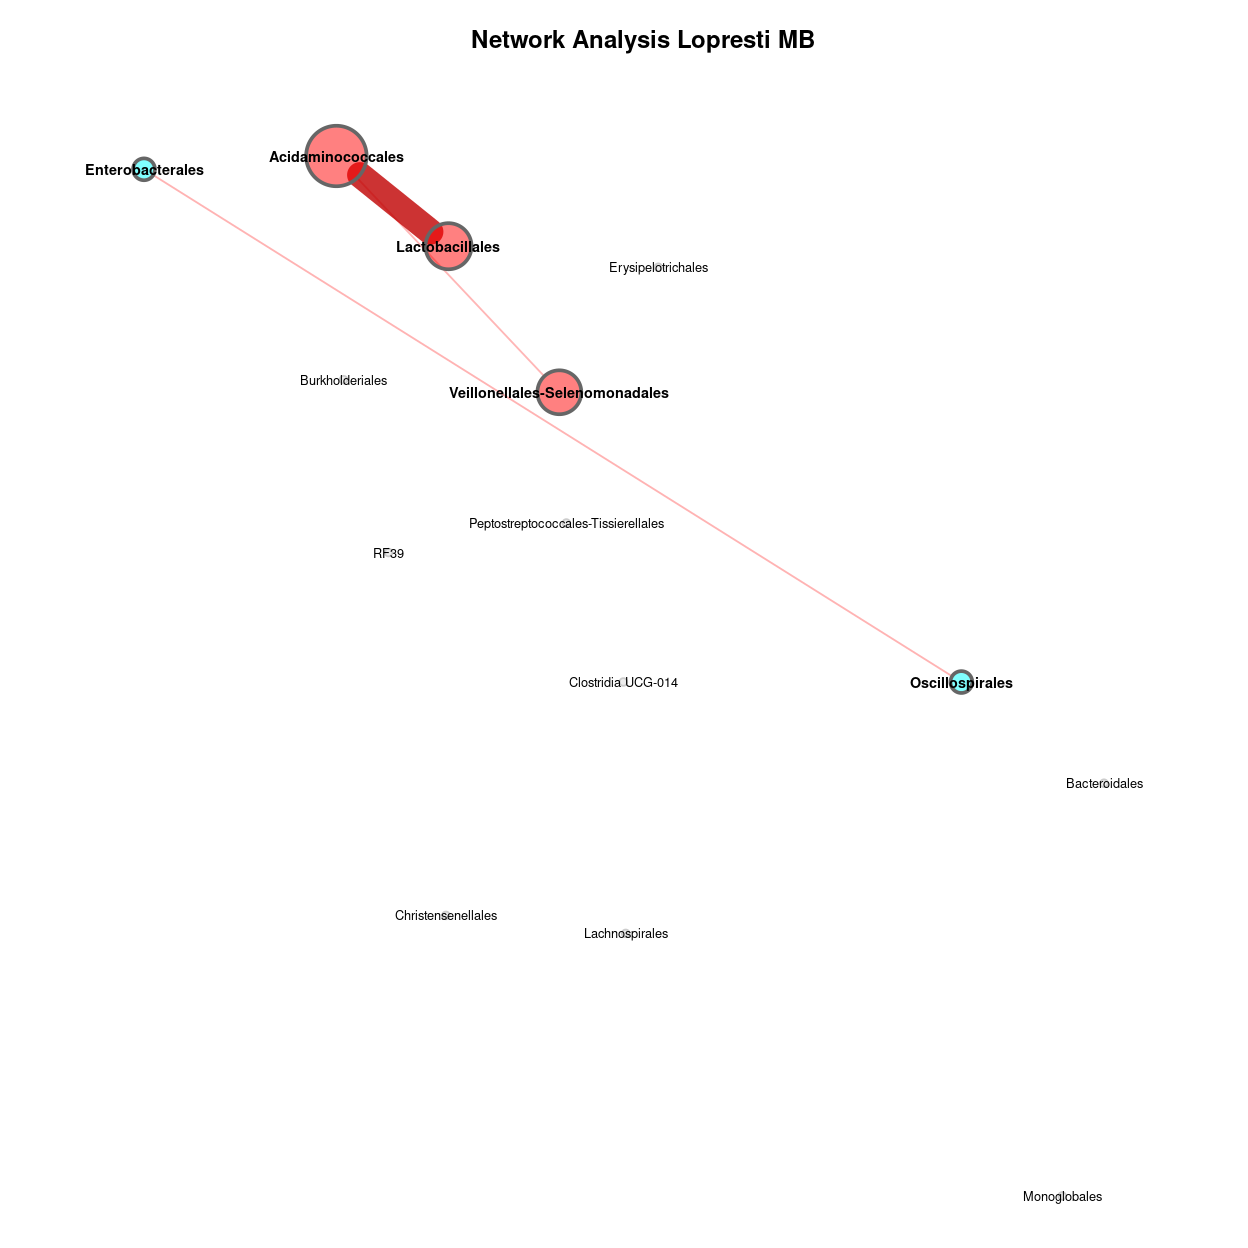 Network Analysis Lopresti MB
Acidaminococcales
Enterobacterales
Lactobacillales
Erysipelotrichales
Burkholderiales
Veillonellales-Selenomonadales
Peptostreptococcales-Tissierellales
RF39
Clostridia UCG-014
Oscillospirales
Bacteroidales
Christensenellales
Lachnospirales
Monoglobales